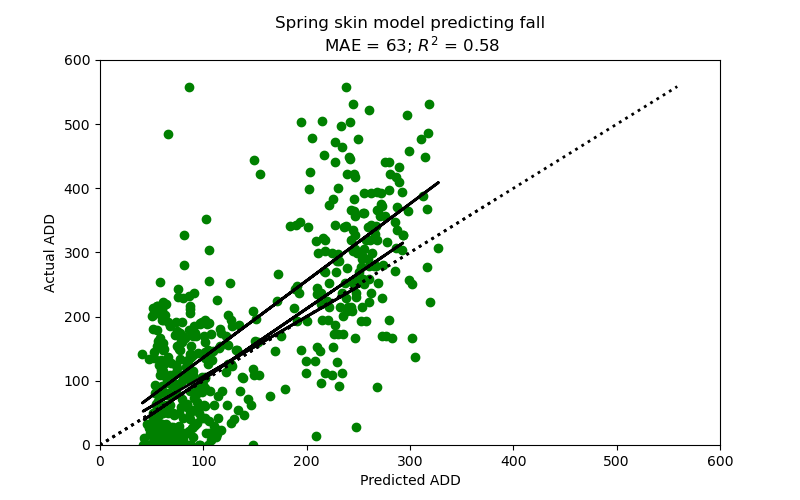 Spring skin model predicting fall
MAE = 63; R² = 0.58
600
500
400
300
200
100
0
Actual ADD
0 100 200 300 400 500 600
Predicted ADD